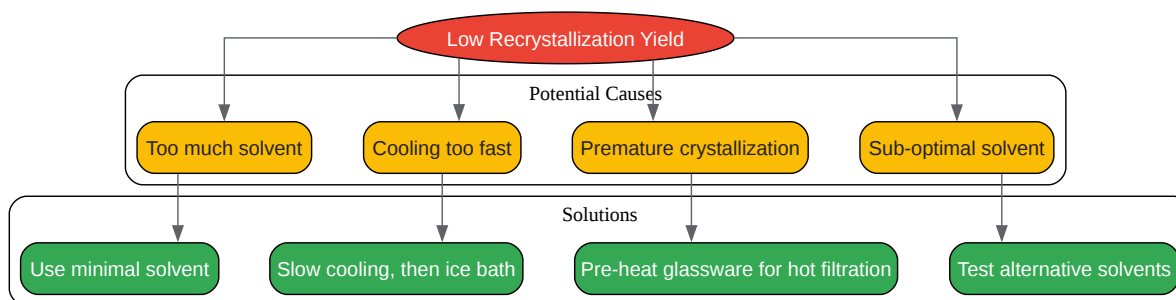 Low Recrystallization Yield
Potential Causes
Too much solvent
Cooling too fast
Premature crystallization
Sub-optimal solvent
Solutions
Use minimal solvent
Slow cooling, then ice bath
Pre-heat glassware for hot filtration
Test alternative solvents